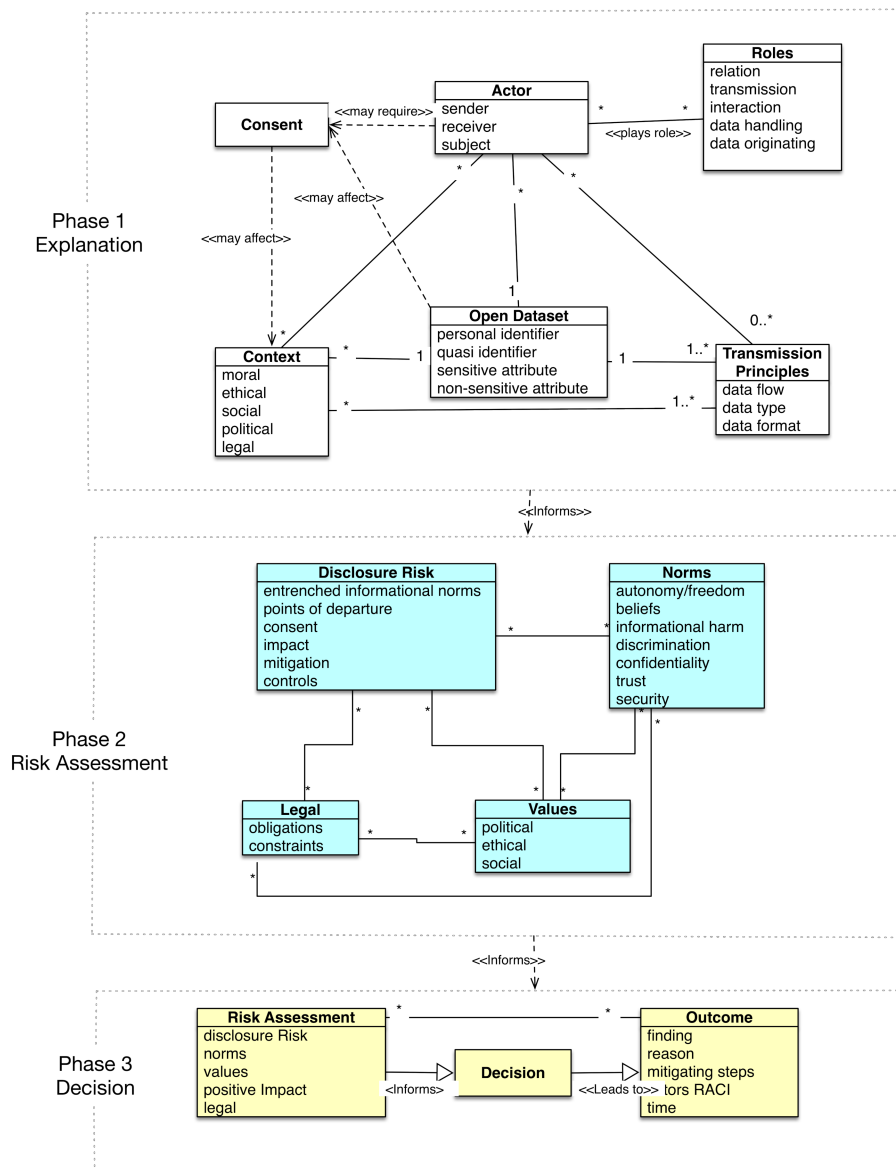 Roles
relation
transmission
interaction
data handling
data originating
Actor
sender
receiver
subject
<<may require>>
* *
<<plays role>>
Consent
* * *
<<may affect>>
Phase 1
Explanation
<<may affect>>
1
Open Dataset
personal identifier
quasi identifier
sensitive attribute
non-sensitive attribute
0..*
*
Context
moral
ethical
social
political
legal
* 1
1 1..*
* 1..*
Transmission
Principles
data flow
data type
data format
<<Informs>>
Disclosure Risk
entrenched informational norms
points of departure
consent
impact
mitigation
controls
Norms
autonomy/freedom
beliefs
informational harm
discrimination
confidentiality
trust
security
* *
* * * *
Phase 2
Risk Assessment
* * *
Legal
obligations
constraints
* *
Values
political
ethical
social
*
<<Informs>>
Phase 3
Decision
Risk Assessment
disclosure Risk
norms
values
positive Impact
legal
* *
<Informs>
Decision
<<Leads to>>
Outcome
finding
reason
mitigating steps
tors RACI
time